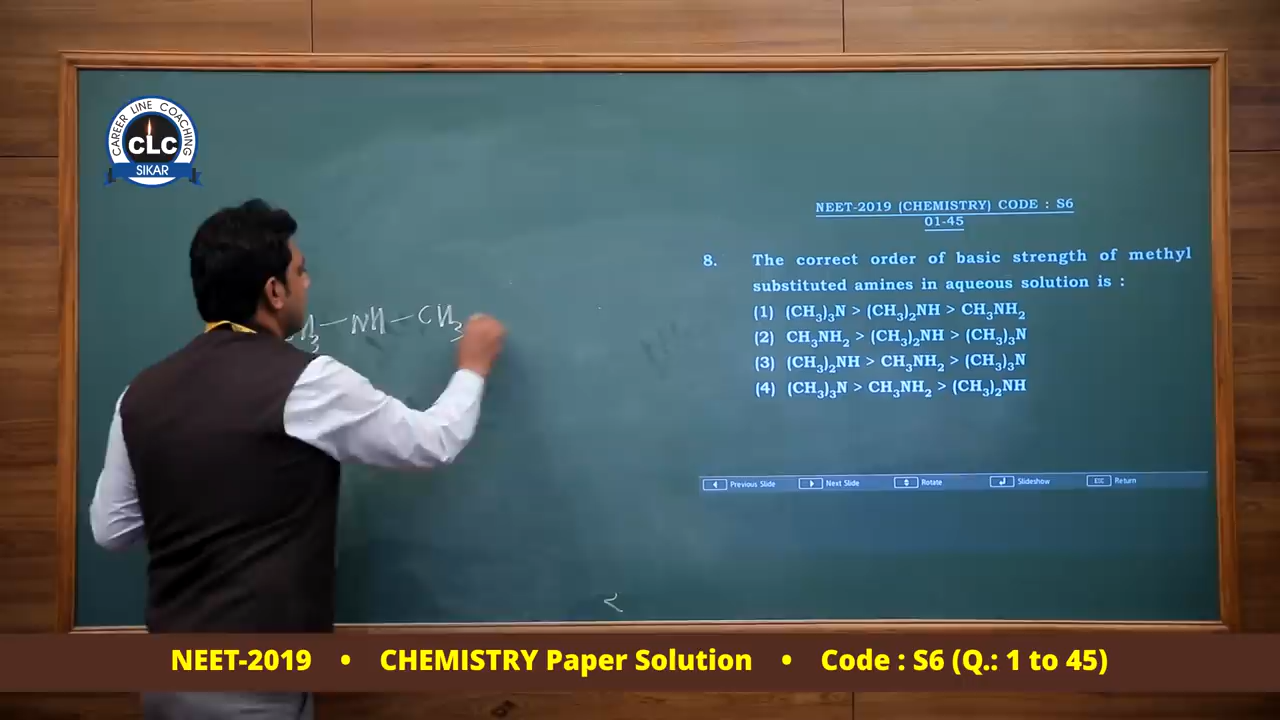 CAREER LINE COACHING
CLC
SIKAR
NEET-2019 (CHEMISTRY) CODE : S6
01-45
8. The correct order of basic strength of methyl
substituted amines in aqueous solution is :
(1) (CH₃)₃N > (CH₃)₂NH > CH₃NH₂
(2) CH₃NH₂ > (CH₃)₂NH > (CH₃)₃N
(3) (CH₃)₂NH > CH₃NH₂ > (CH₃)₃N
(4) (CH₃)₃N > CH₃NH₂ > (CH₃)₂NH
H₃ — NH — CH₃
Previous Slide Next Slide Rotate Slideshow ESC Return
<
NEET-2019 • CHEMISTRY Paper Solution • Code : S6 (Q.: 1 to 45)